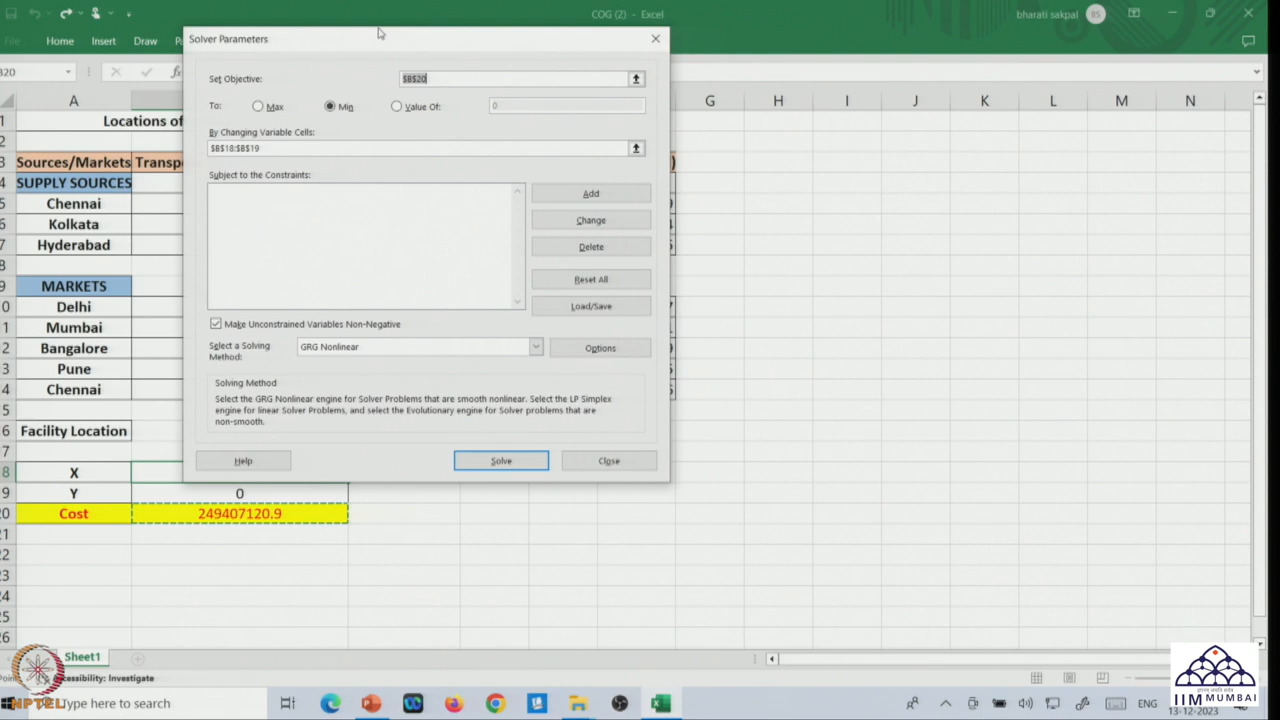 COG (2) - Excel
bharati sakpal
BS
Home
Insert
Draw
Solver Parameters
Set Objective:
$B$20
To:
Max
Min
Value Of:
0
By Changing Variable Cells:
$B$18:$B$19
Subject to the Constraints:
Add
Change
Delete
Reset All
Load/Save
Make Unconstrained Variables Non-Negative
Select a Solving Method:
GRG Nonlinear
Options
Solving Method
Select the GRG Nonlinear engine for Solver Problems that are smooth nonlinear. Select the LP Simplex
engine for linear Solver Problems, and select the Evolutionary engine for Solver problems that are
non-smooth.
Help
Solve
Close
A
G
H
I
J
K
L
M
N
Locations of
Sources/Markets Transp
SUPPLY SOURCES
Chennai
Kolkata
Hyderabad
MARKETS
Delhi
Mumbai
Bangalore
Pune
Chennai
Facility Location
X
Y 0
Cost 249407120.9
Sheet1
Accessibility: Investigate
Type here to search
ENG
13-12-2023
NPTEL
IIM MUMBAI